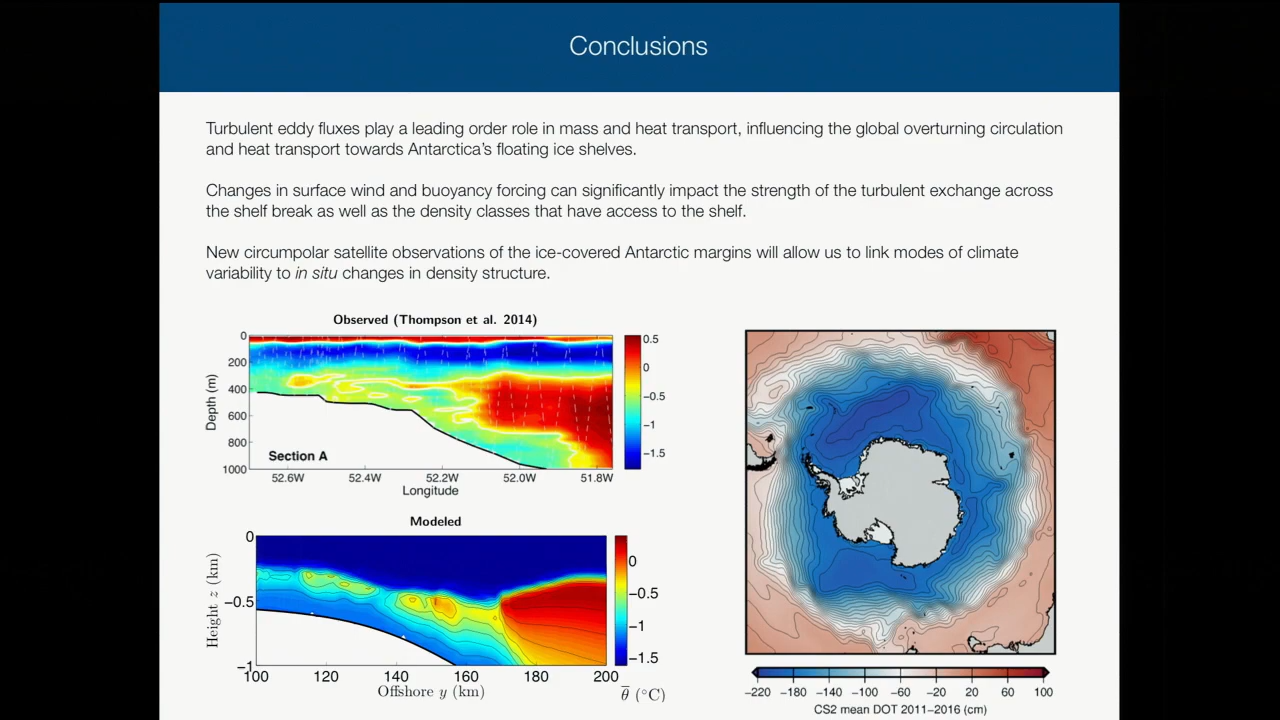 Conclusions
Turbulent eddy fluxes play a leading order role in mass and heat transport, influencing the global overturning circulation
and heat transport towards Antarctica's floating ice shelves.
Changes in surface wind and buoyancy forcing can significantly impact the strength of the turbulent exchange across
the shelf break as well as the density classes that have access to the shelf.
New circumpolar satellite observations of the ice-covered Antarctic margins will allow us to link modes of climate
variability to in situ changes in density structure.
Observed (Thompson et al. 2014)
0
200
400
600
800
1000
Depth (m)
Section A
52.6W 52.4W 52.2W 52.0W 51.8W
Longitude
0.5
0
−0.5
−1
−1.5
Modeled
0
−0.5
−1
Height z (km)
100 120 140 160 180 200
Offshore y (km)
0
−0.5
−1
−1.5
θ̅ (°C)
−220 −180 −140 −100 −60 −20 20 60 100
CS2 mean DOT 2011−2016 (cm)